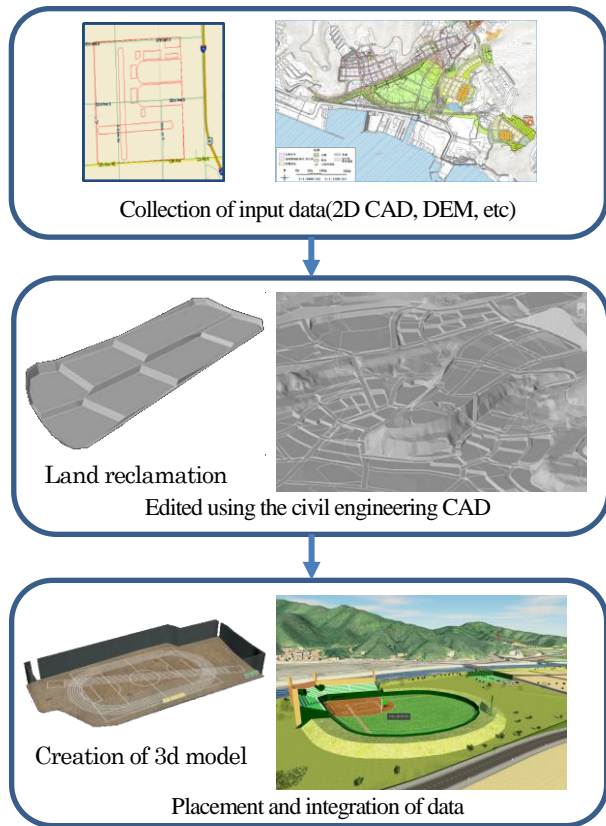 Collection of input data(2D CAD, DEM, etc)
Land reclamation
Edited using the civil engineering CAD
Creation of 3d model
Placement and integration of data